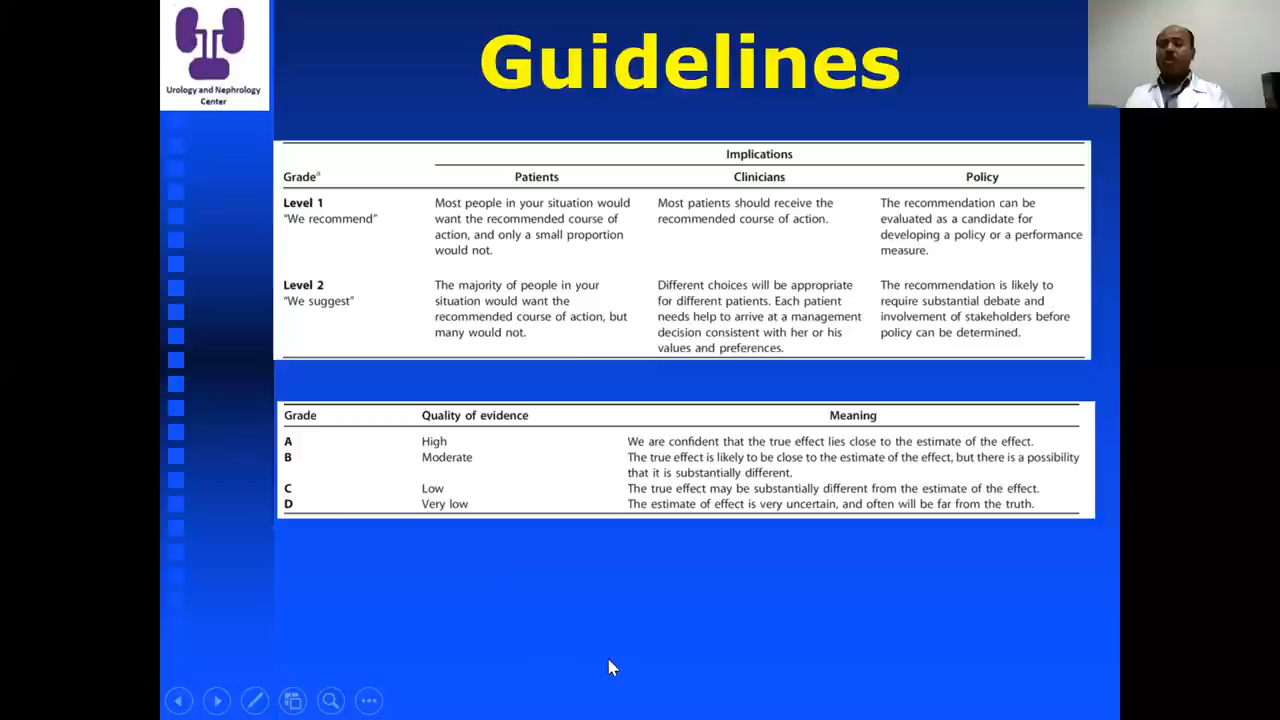 Urology and Nephrology
Center
Guidelines
Implications
Gradeª Patients Clinicians Policy
Level 1 Most people in your situation would Most patients should receive the The recommendation can be
"We recommend" want the recommended course of recommended course of action. evaluated as a candidate for
action, and only a small proportion developing a policy or a performance
would not. measure.
Level 2 The majority of people in your Different choices will be appropriate The recommendation is likely to
"We suggest" situation would want the for different patients. Each patient require substantial debate and
recommended course of action, but needs help to arrive at a management involvement of stakeholders before
many would not. decision consistent with her or his policy can be determined.
values and preferences.
Grade Quality of evidence Meaning
A High We are confident that the true effect lies close to the estimate of the effect.
B Moderate The true effect is likely to be close to the estimate of the effect, but there is a possibility
that it is substantially different.
C Low The true effect may be substantially different from the estimate of the effect.
D Very low The estimate of effect is very uncertain, and often will be far from the truth.